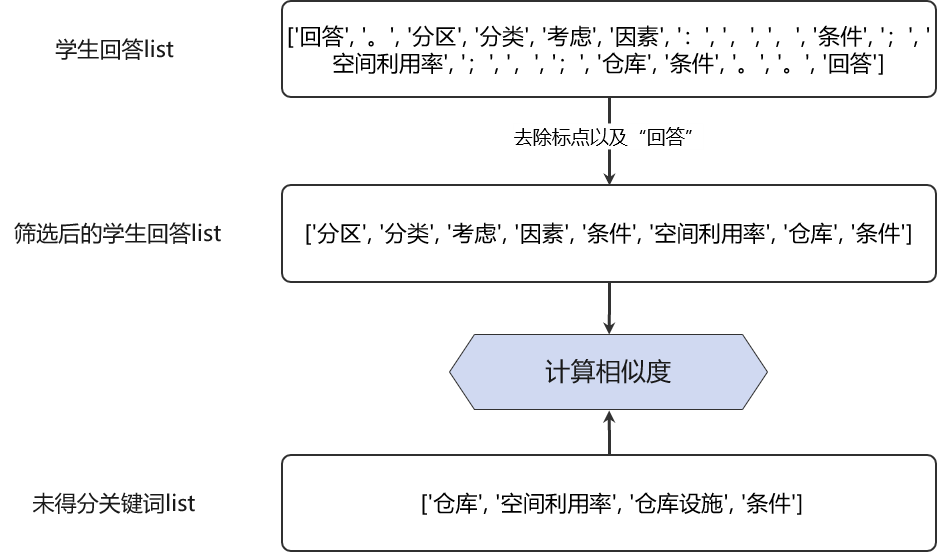 学生回答list
['回答', '。', '分区', '分类', '考虑', '因素', '：', '，', '，', '条件', '；', '
空间利用率', '；', '，', '；', '仓库', '条件', '。', '。', '回答']
去除标点以及“回答”
筛选后的学生回答list
['分区', '分类', '考虑', '因素', '条件', '空间利用率', '仓库', '条件']
计算相似度
未得分关键词list
['仓库', '空间利用率', '仓库设施', '条件']